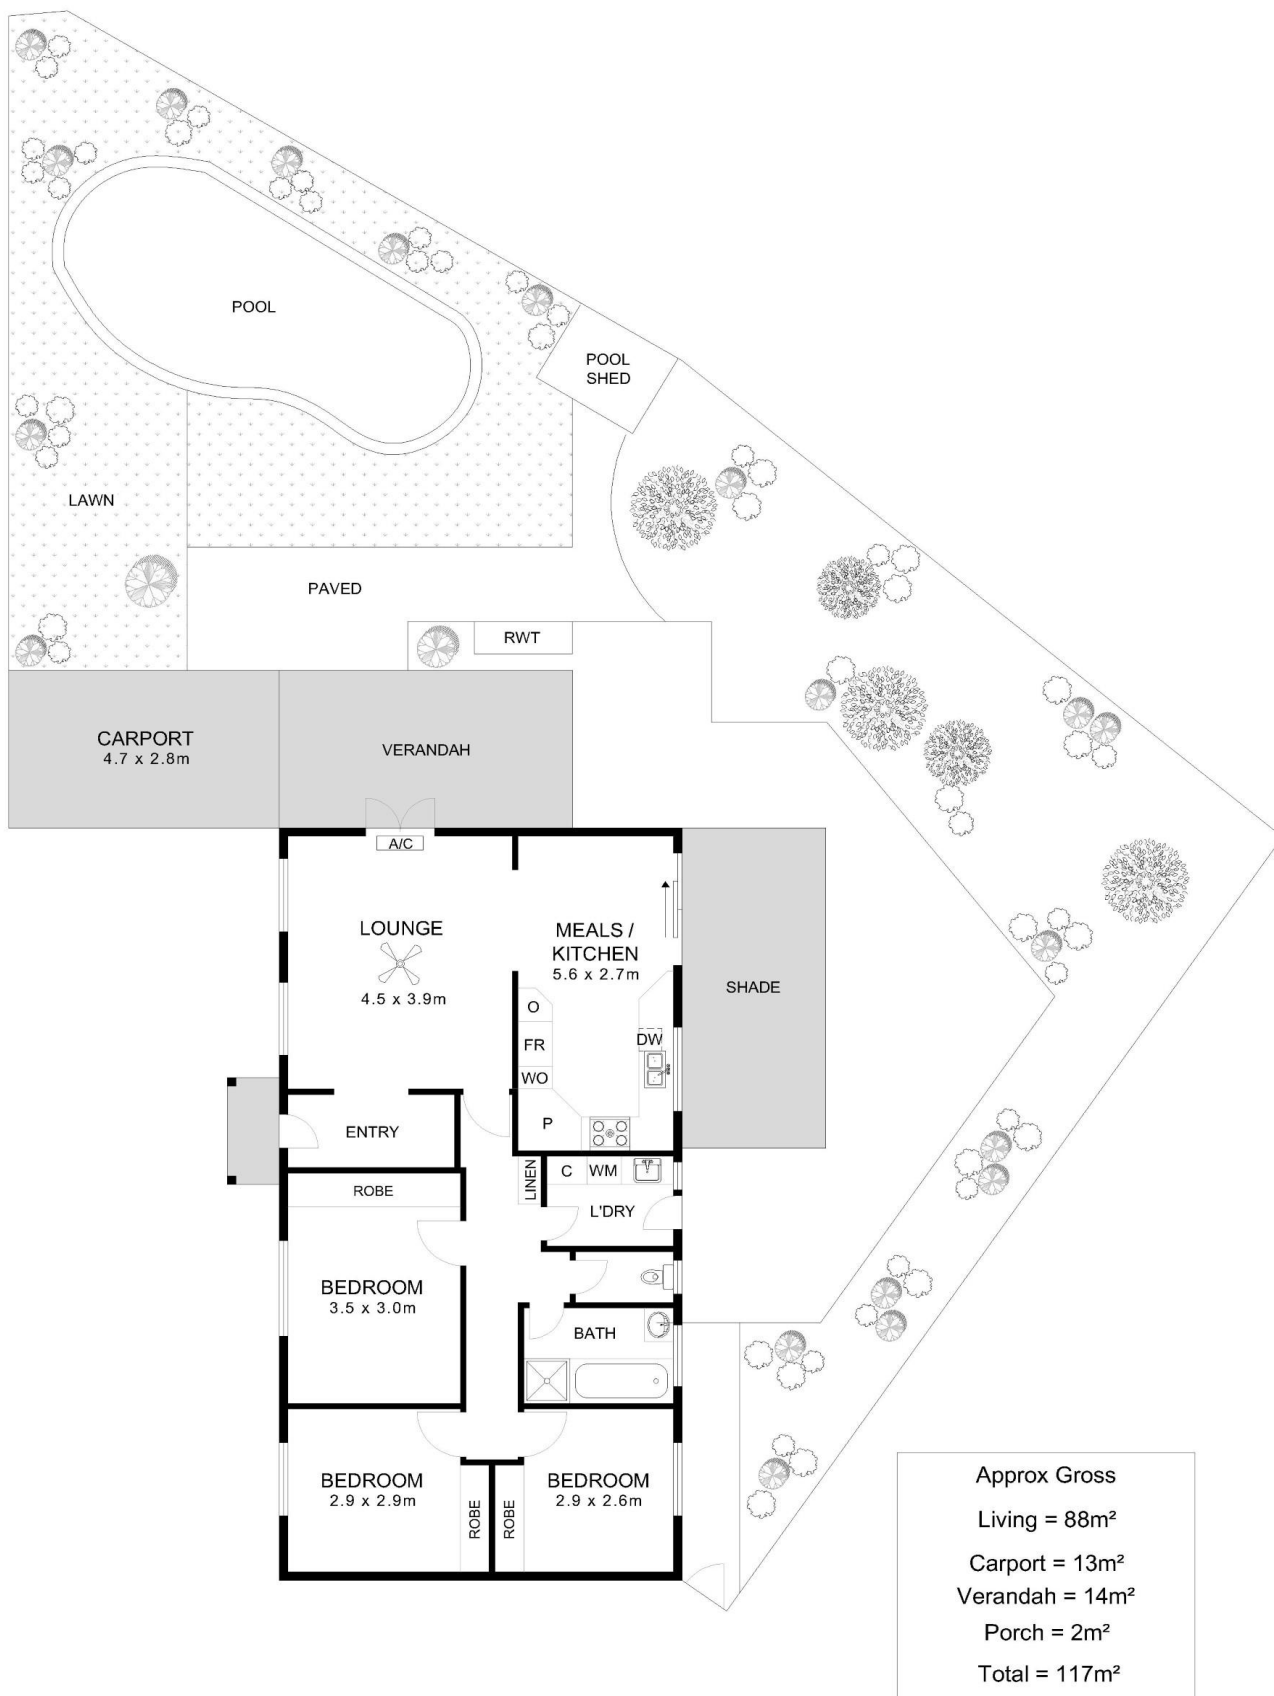 POOL
POOL
SHED
LAWN
PAVED
RWT
CARPORT
4.7 x 2.8m
VERANDAH
A/C
LOUNGE
4.5 x 3.9m
MEALS /
KITCHEN
5.6 x 2.7m
SHADE
O
FR
WO
P
DW
ENTRY
LINEN
C
WM
L'DRY
ROBE
BEDROOM
3.5 x 3.0m
BATH
BEDROOM
2.9 x 2.9m
ROBE
ROBE
BEDROOM
2.9 x 2.6m
Approx Gross
Living = 88m²
Carport = 13m²
Verandah = 14m²
Porch = 2m²
Total = 117m²